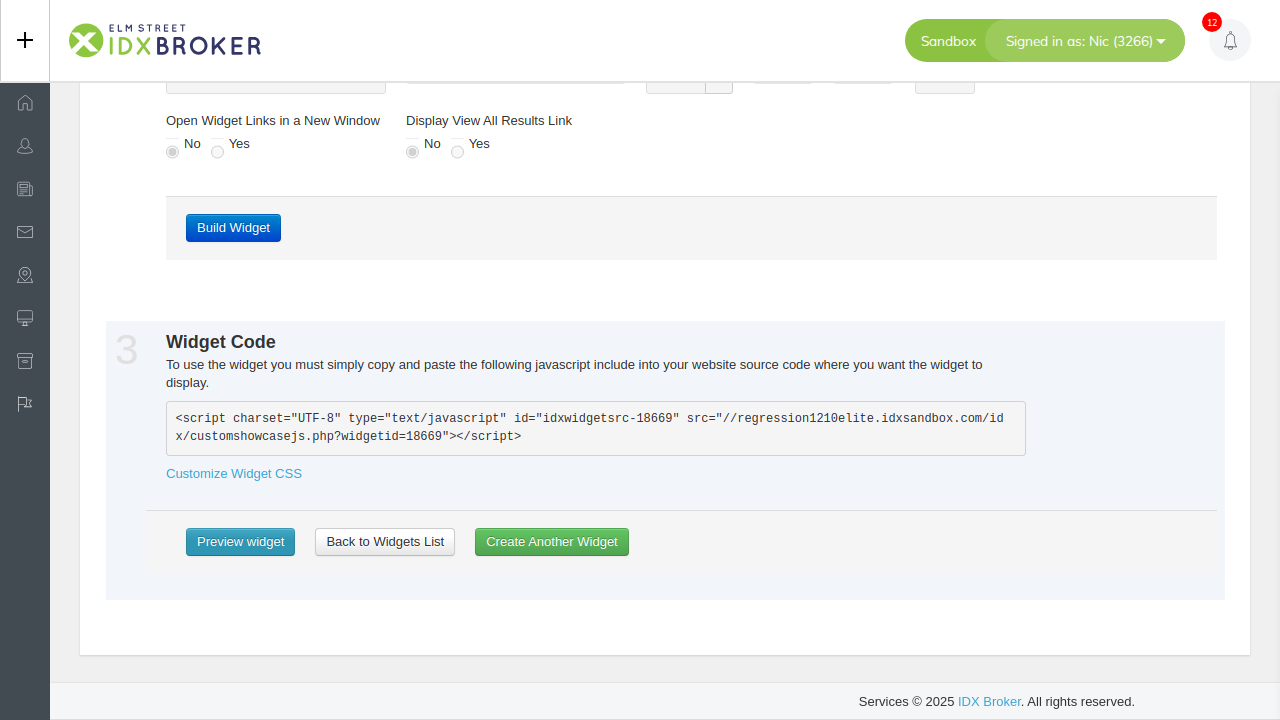 ELM STREET
IDXBROKER
Sandbox
Signed in as: Nic (3266)
12
Open Widget Links in a New Window
Display View All Results Link
No Yes
No Yes
Build Widget
3
Widget Code
To use the widget you must simply copy and paste the following javascript include into your website source code where you want the widget to
display.
<script charset="UTF-8" type="text/javascript" id="idxwidgetsrc-18669" src="//regression1210elite.idxsandbox.com/id
x/customshowcasejs.php?widgetid=18669"></script>
Customize Widget CSS
Preview widget
Back to Widgets List
Create Another Widget
Services © 2025 IDX Broker. All rights reserved.